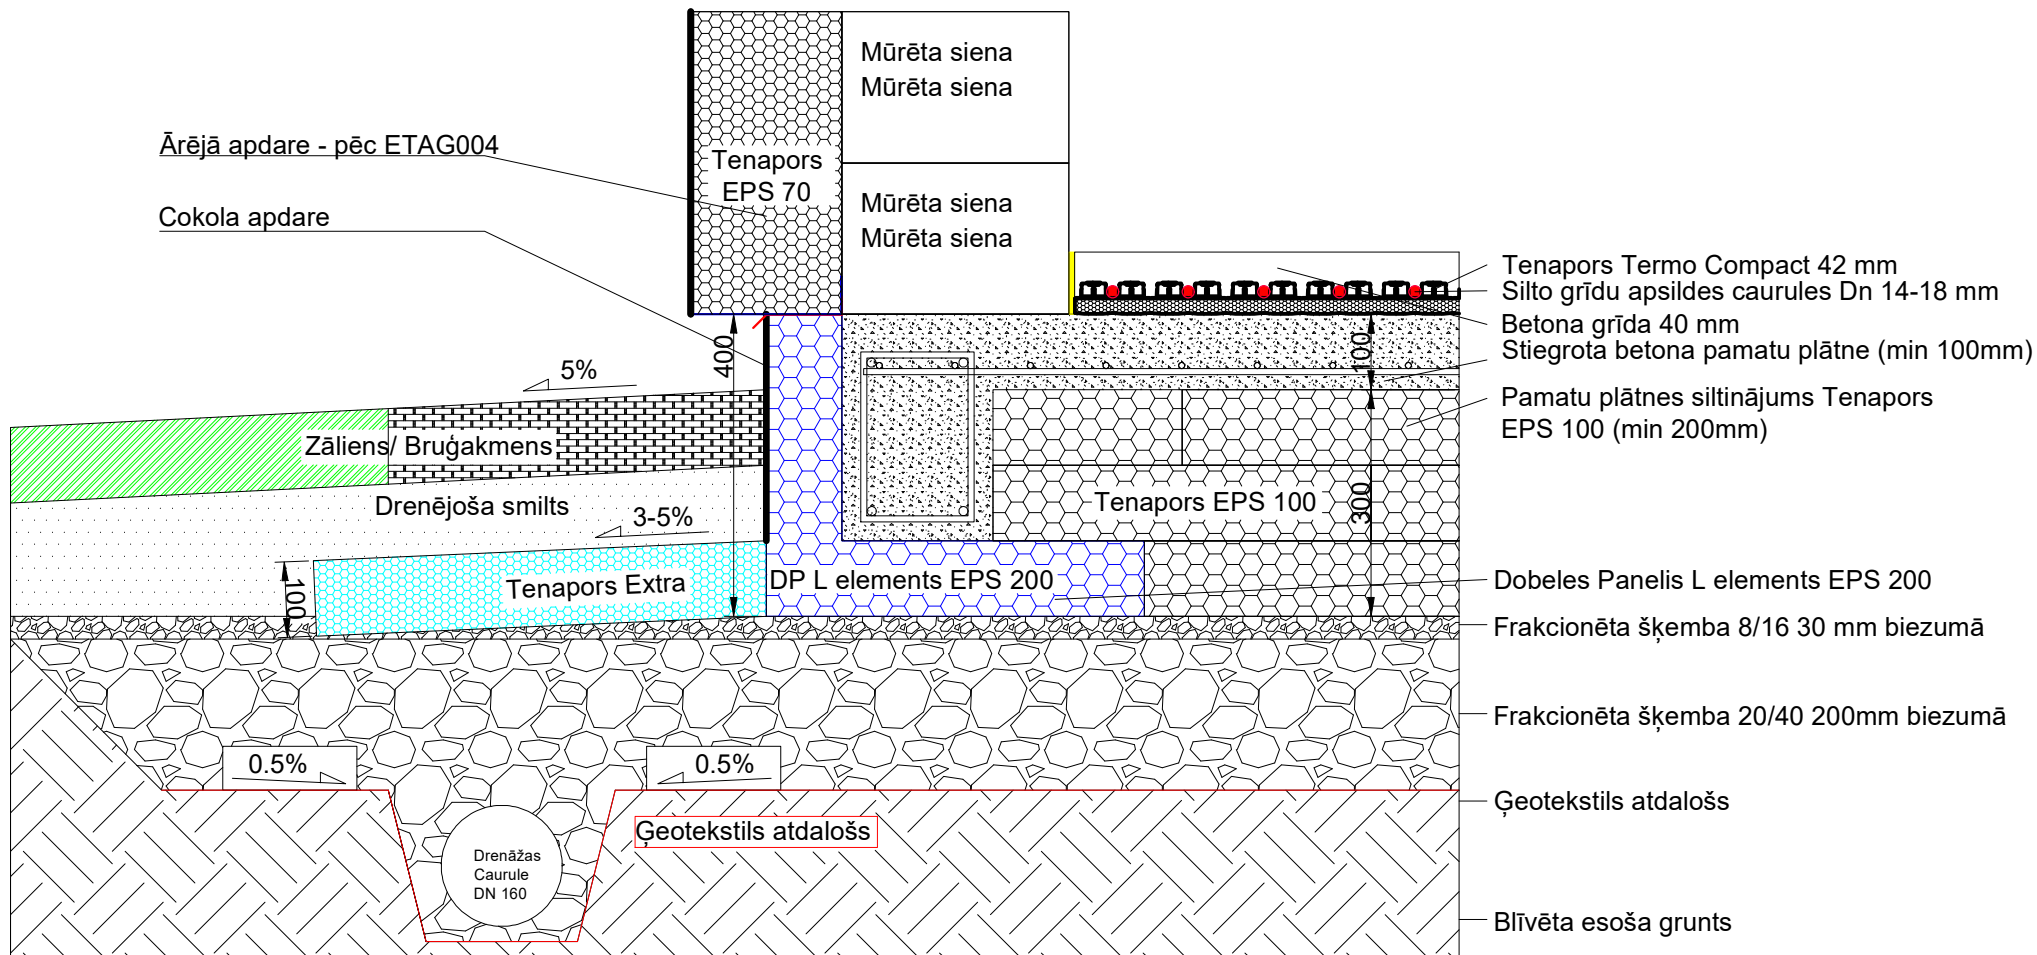 Mūrēta siena
Mūrēta siena
Ārējā apdare - pēc ETAG004
Tenapors
EPS 70
Cokola apdare
Mūrēta siena
Mūrēta siena
Tenapors Termo Compact 42 mm
Silto grīdu apsildes caurules Dn 14-18 mm
Betona grīda 40 mm
Stiegrota betona pamatu plātne (min 100mm)
400
100
5%
Pamatu plātnes siltinājums Tenapors
EPS 100 (min 200mm)
Zāliens/ Bruģakmens
Drenējoša smilts
3-5%
Tenapors EPS 100
300
100
Tenapors Extra
DP L elements EPS 200
Dobeles Panelis L elements EPS 200
Frakcionēta šķemba 8/16 30 mm biezumā
Frakcionēta šķemba 20/40 200mm biezumā
0.5%
0.5%
Ģeotekstils atdalošs
Ģeotekstils atdalošs
Drenāžas
Caurule
DN 160
Blīvēta esoša grunts